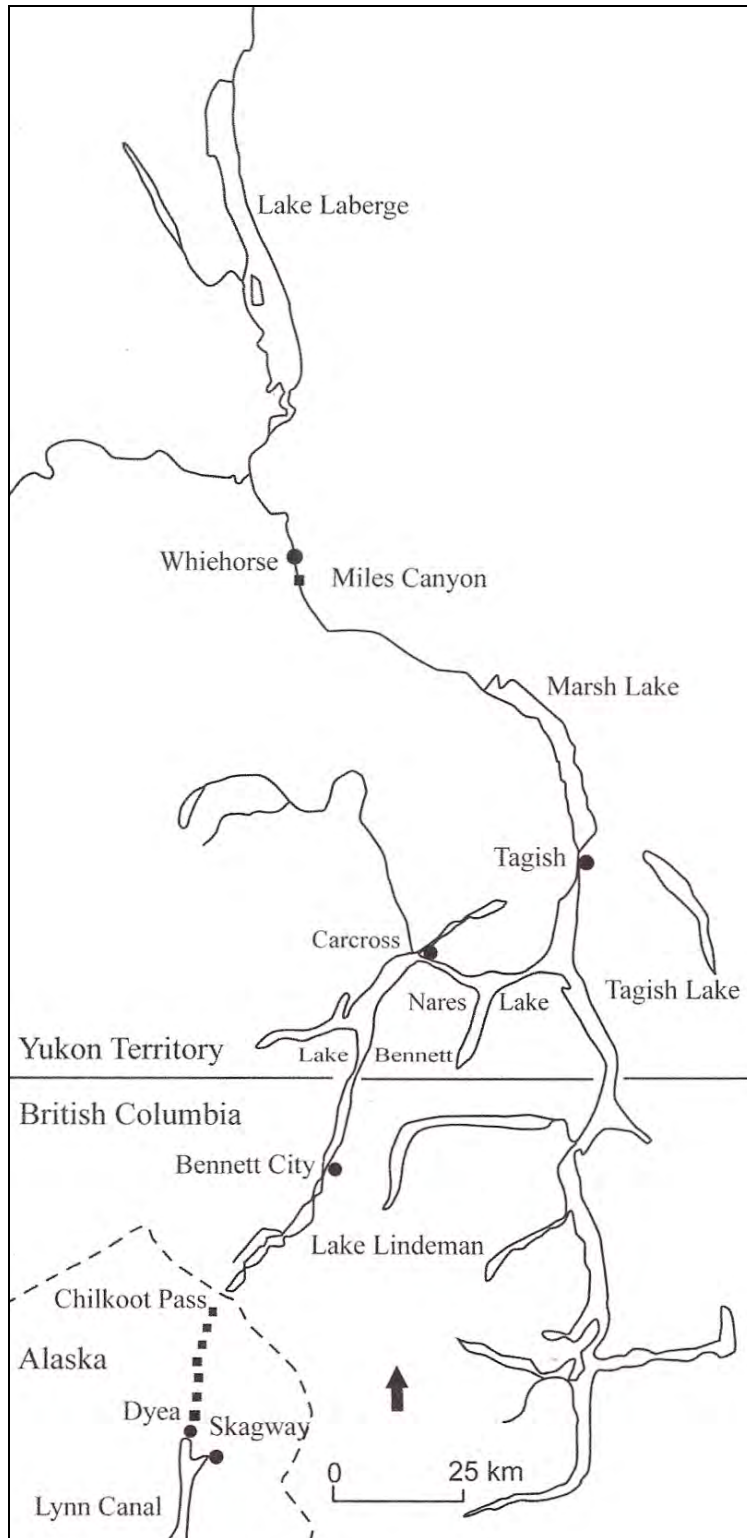 Lake Laberge
Whiehorse
Miles Canyon
Marsh Lake
Tagish
Carcross
Nares Lake
Tagish Lake
Lake Bennett
Yukon Territory
British Columbia
Bennett City
Lake Lindeman
Chilkoot Pass
Alaska
Dyea
Skagway
0 25 km
Lynn Canal